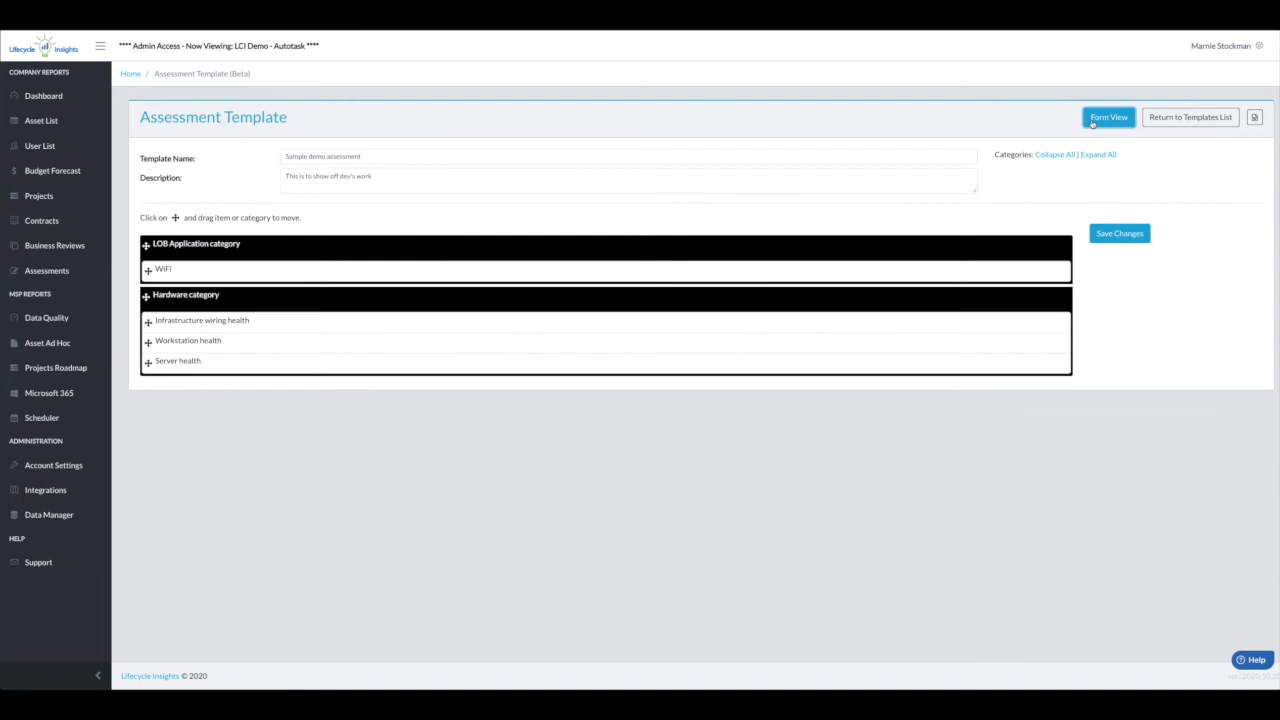 Lifecycle Insights
**** Admin Access - Now Viewing: LCI Demo - Autotask ****
Marnie Stockman
COMPANY REPORTS
Dashboard
Asset List
User List
Budget Forecast
Projects
Contracts
Business Reviews
Assessments
MSP REPORTS
Data Quality
Asset Ad Hoc
Projects Roadmap
Microsoft 365
Scheduler
ADMINISTRATION
Account Settings
Integrations
Data Manager
HELP
Support
Home / Assessment Template (Beta)
Assessment Template
Form View
Return to Templates List
Template Name:
Sample demo assessment
Categories: Collapse All | Expand All
Description:
This is to show off dev's work
Click on and drag item or category to move.
Save Changes
LOB Application category
WiFi
Hardware category
Infrastructure wiring health
Workstation health
Server health
Help
Lifecycle Insights © 2020